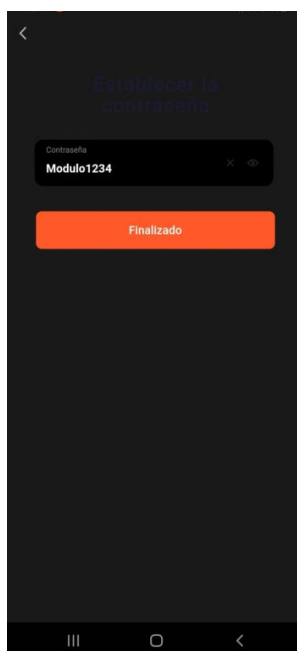 Establecer la
contraseña
Contraseña
Modulo1234
Finalizado